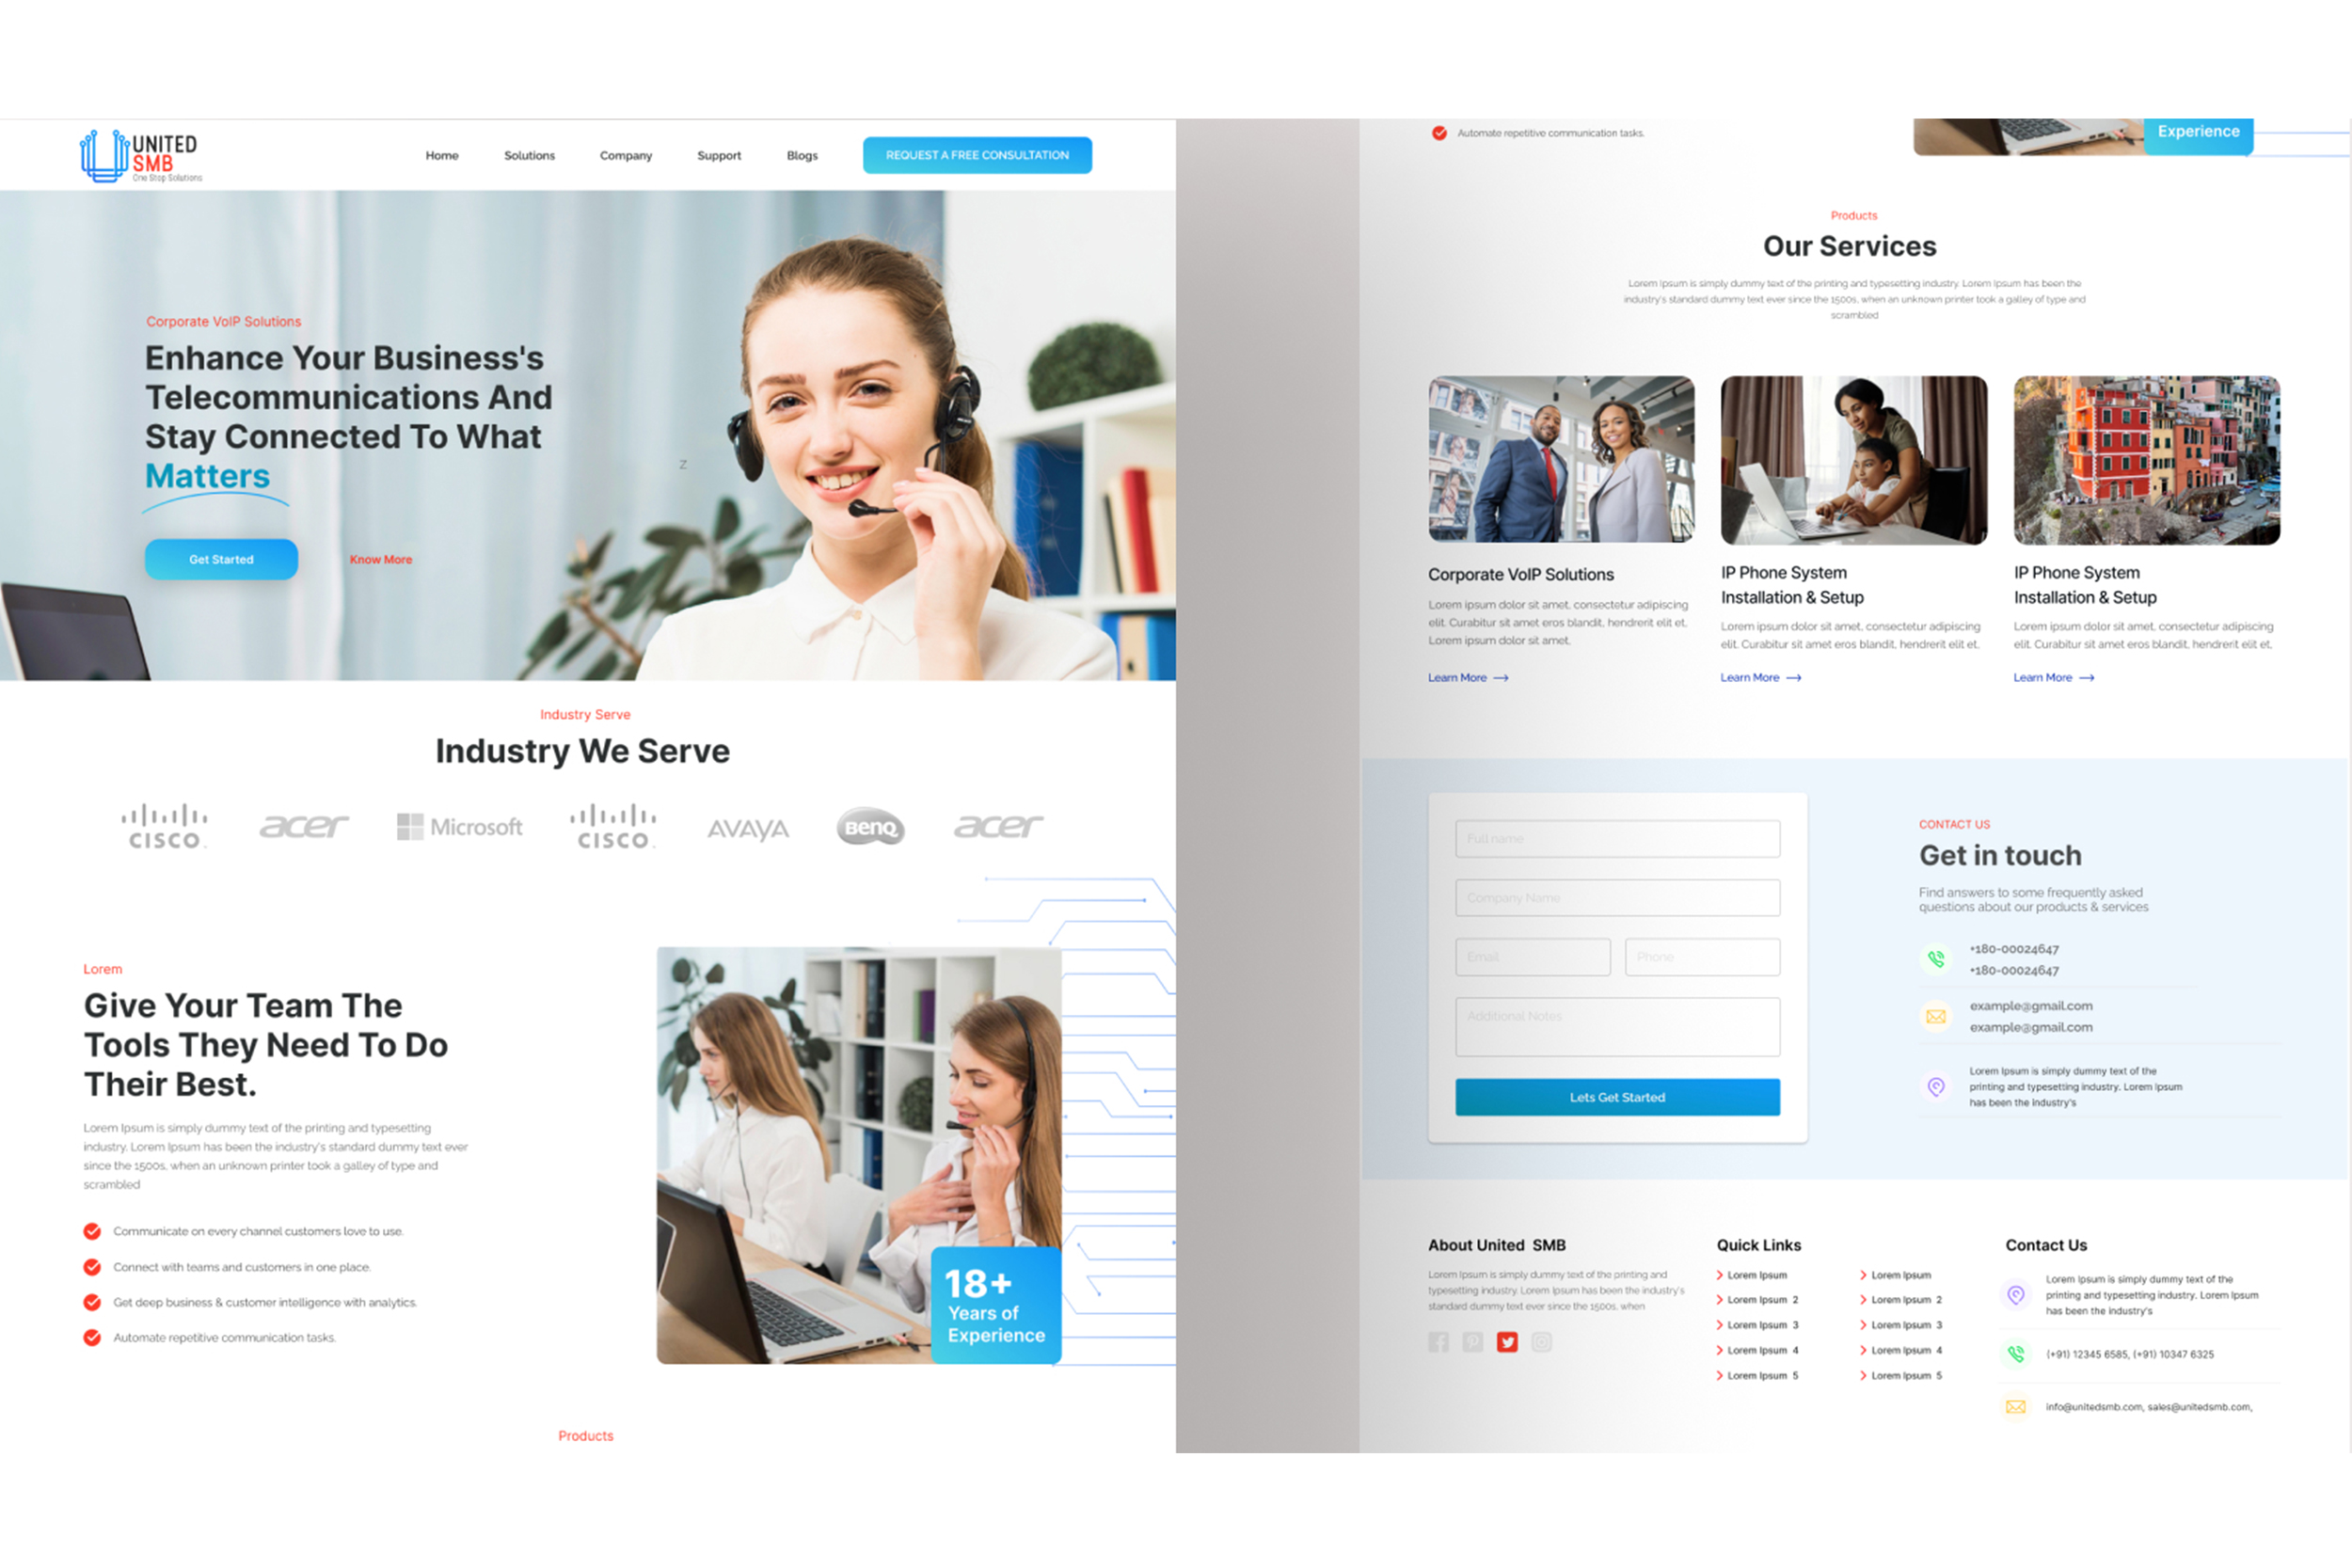 UNITED
SMB
One Stop Solutions
Home
Solutions
Company
Support
Blogs
REQUEST A FREE CONSULTATION
Corporate VoIP Solutions
Enhance Your Business's
Telecommunications And
Stay Connected To What
Matters
Get Started
Know More
Z
Industry Serve
Industry We Serve
CISCO
acer
Microsoft
CISCO
AVAYA
BenQ
acer
Lorem
Give Your Team The
Tools They Need To Do
Their Best.
Lorem Ipsum is simply dummy text of the printing and typesetting
industry. Lorem Ipsum has been the industry's standard dummy text ever
since the 1500s, when an unknown printer took a galley of type and
scrambled
Communicate on every channel customers love to use.
Connect with teams and customers in one place.
Get deep business & customer intelligence with analytics.
Automate repetitive communication tasks.
18+
Years of
Experience
Products
Automate repetitive communication tasks.
Experience
Products
Our Services
Lorem Ipsum is simply dummy text of the printing and typesetting industry. Lorem Ipsum has been the
industry's standard dummy text ever since the 1500s, when an unknown printer took a galley of type and
scrambled
Corporate VoIP Solutions
Lorem ipsum dolor sit amet, consectetur adipiscing
elit. Curabitur sit amet eros blandit, hendrerit elit et,
Lorem ipsum dolor sit amet,
Learn More
IP Phone System
Installation & Setup
Lorem ipsum dolor sit amet, consectetur adipiscing
elit. Curabitur sit amet eros blandit, hendrerit elit et,
Learn More
IP Phone System
Installation & Setup
Lorem ipsum dolor sit amet, consectetur adipiscing
elit. Curabitur sit amet eros blandit, hendrerit elit et,
Learn More
Full name
Company Name
Email
Phone
Additional Notes
Lets Get Started
CONTACT US
Get in touch
Find answers to some frequently asked
questions about our products & services
+180-00024647
+180-00024647
example@gmail.com
example@gmail.com
Lorem Ipsum is simply dummy text of the
printing and typesetting industry. Lorem Ipsum
has been the industry's
About United SMB
Lorem Ipsum is simply dummy text of the printing and
typesetting industry. Lorem Ipsum has been the industry's
standard dummy text ever since the 1500s, when
Quick Links
Lorem Ipsum
Lorem Ipsum 2
Lorem Ipsum 3
Lorem Ipsum 4
Lorem Ipsum 5
Lorem Ipsum
Lorem Ipsum 2
Lorem Ipsum 3
Lorem Ipsum 4
Lorem Ipsum 5
Contact Us
Lorem Ipsum is simply dummy text of the
printing and typesetting industry. Lorem Ipsum
has been the industry's
(+91) 12345 6585, (+91) 10347 6325
info@unitedsmb.com, sales@unitedsmb.com,